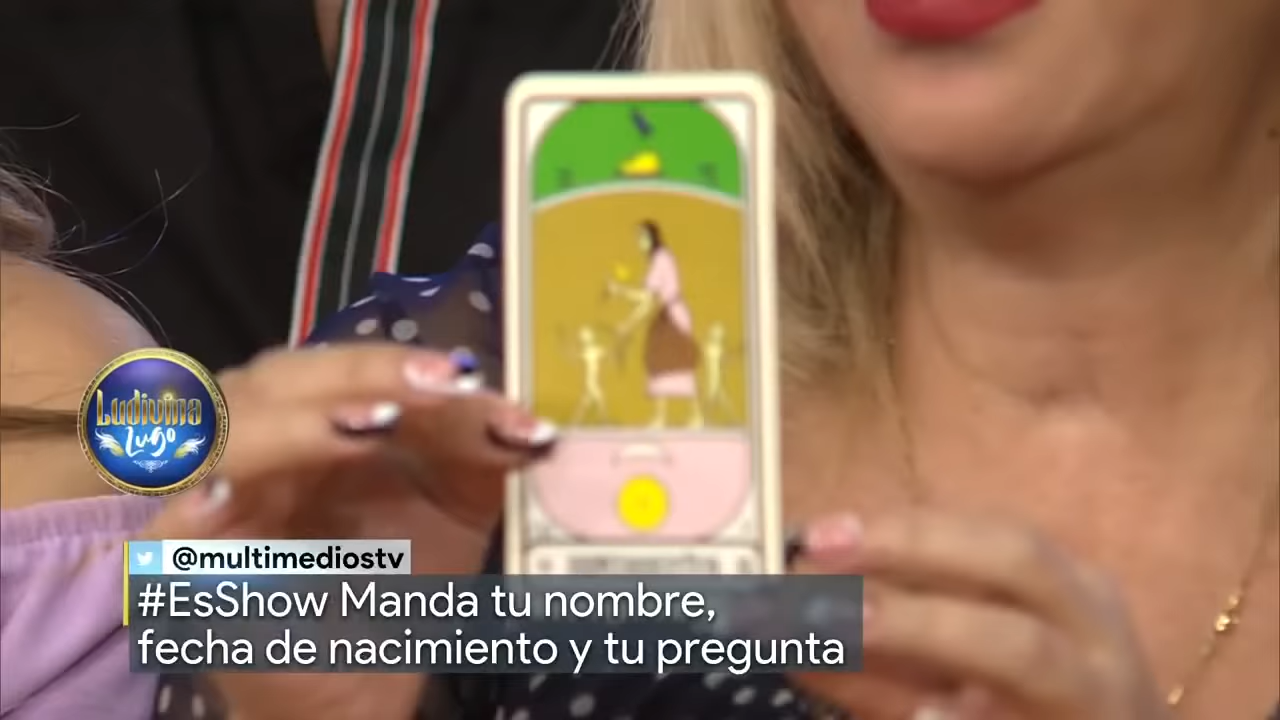 Ludivina
Lugo
@multimediostv
#EsShow Manda tu nombre,
fecha de nacimiento y tu pregunta